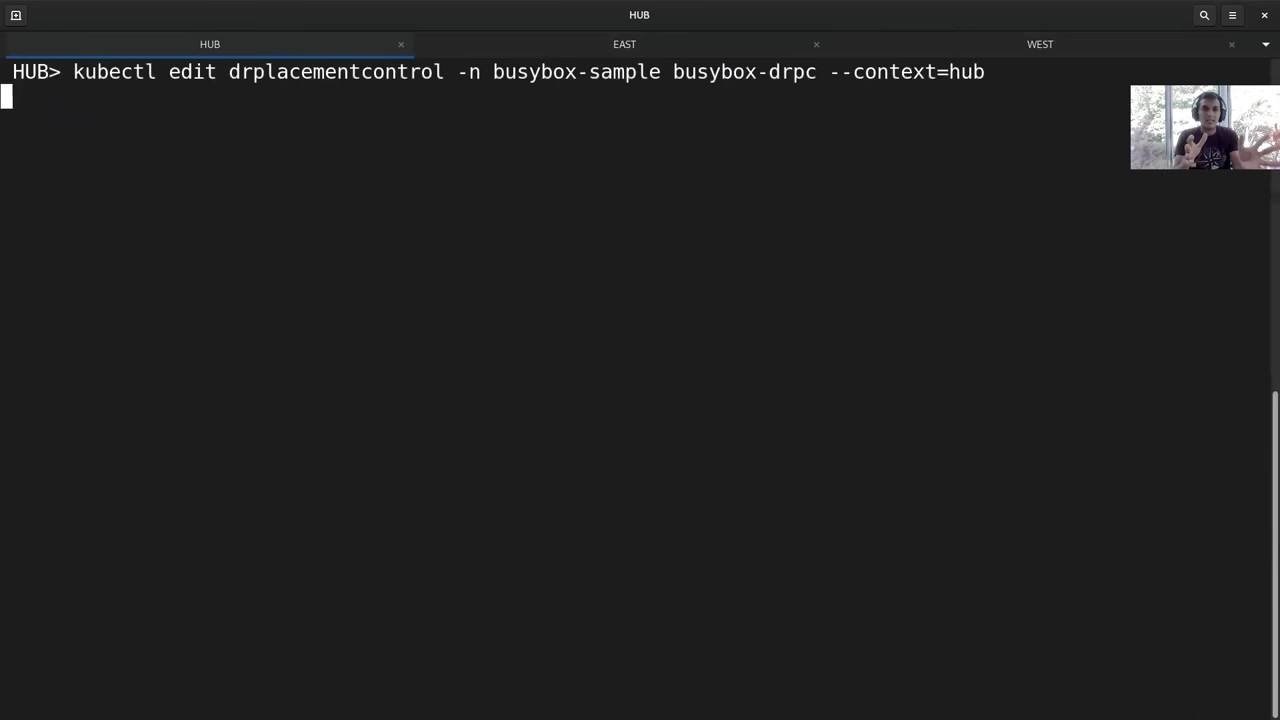 HUB
HUB
EAST
WEST
HUB> kubectl edit drplacementcontrol -n busybox-sample busybox-drpc --context=hub